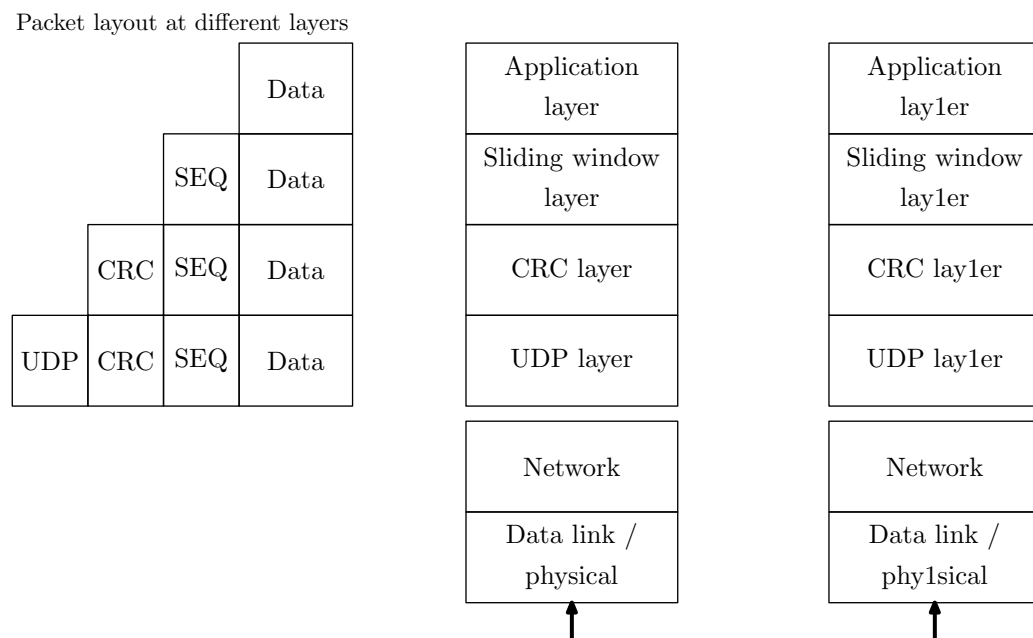 Packet layout at different layers
Data
SEQ Data
CRC SEQ Data
UDP CRC SEQ Data
Application
layer
Sliding window
layer
CRC layer
UDP layer
Network
Data link /
physical
Application
lay1er
Sliding window
lay1er
CRC lay1er
UDP lay1er
Network
Data link /
phy1sical